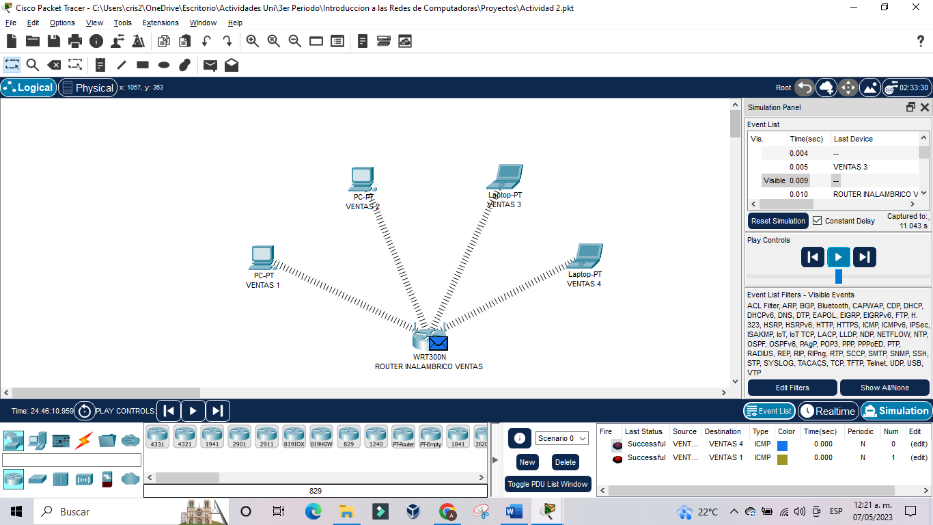 Cisco Packet Tracer - C:\Users\cris2\OneDrive\Escritorio\Actividades Uni\3er Periodo\Introduccion a las Redes de Computadoras\Proyectos\Actividad 2.pkt
File Edit Options View Tools Extensions Window Help
Logical Physical x: 1087, y: 383 Root 02:33:30
Simulation Panel
Event List
Vis. Time(sec) Last Device
0.004 --
0.005 VENTAS 3
Visible 0.009 --
0.010 ROUTER INALAMBRICO V
Reset Simulation Constant Delay Captured to:
11.043 s
Play Controls
PC-PT
VENTAS 2
Laptop-PT
VENTAS 3
PC-PT
VENTAS 1
Laptop-PT
VENTAS 4
WRT300N
ROUTER INALAMBRICO VENTAS
Event List Filters - Visible Events
ACL Filter, ARP, BGP, Bluetooth, CAPWAP, CDP, DHCP,
DHCPv6, DNS, DTP, EAPOL, EIGRP, EIGRPv6, FTP, H.
323, HSRP, HSRPv6, HTTP, HTTPS, ICMP, ICMPv6, IPSec,
ISAKMP, IoT, IoT TCP, LACP, LLDP, NDP, NETFLOW, NTP,
OSPF, OSPFv6, PAgP, POP3, PPP, PPPoED, PTP,
RADIUS, REP, RIP, RIPng, RTP, SCCP, SMTP, SNMP, SSH,
STP, SYSLOG, TACACS, TCP, TFTP, Telnet, UDP, USB,
VTP
Edit Filters Show All/None
Time: 24:46:10.959 PLAY CONTROLS: Event List Realtime Simulation
4331 4321 1941 2901 2911 819IOX 819HGW 829 1240 PT-Router PT-Empty 1841 2620
829
Scenario 0
New Delete
Toggle PDU List Window
Fire Last Status Source Destination Type Color Time(sec) Periodic Num Edit
Successful VENT... VENTAS 4 ICMP 0.000 N 0 (edit)
Successful VENT... VENTAS 1 ICMP 0.000 N 1 (edit)
Buscar 22°C ESP 12:21 a. m.
07/05/2023